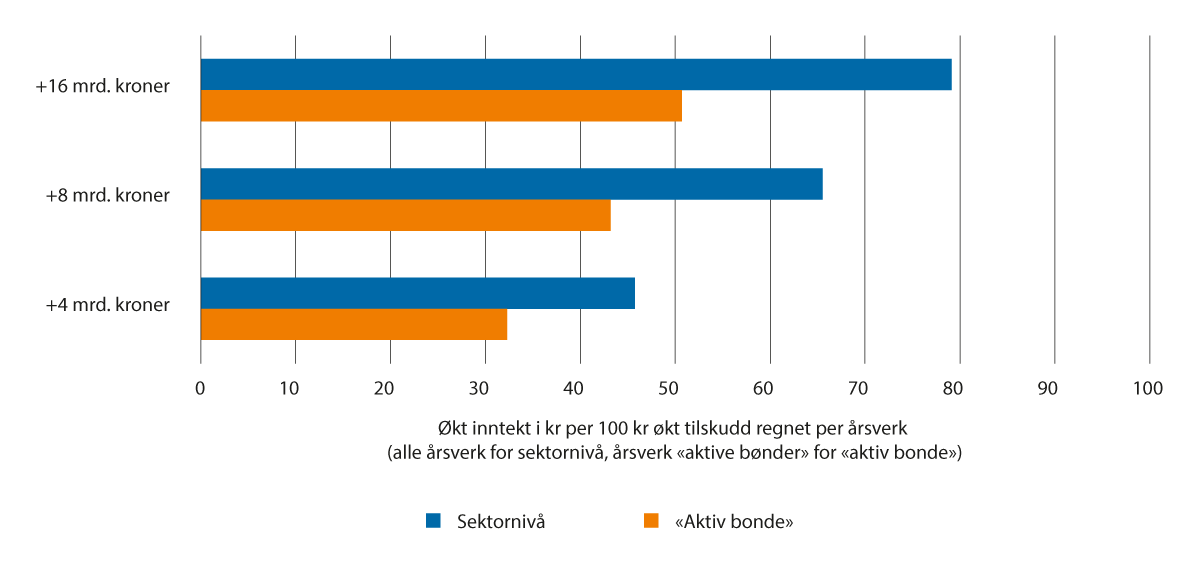 +16 mrd. kroner
+8 mrd. kroner
+4 mrd. kroner
0 10 20 30 40 50 60 70 80 90 100
Økt inntekt i kr per 100 kr økt tilskudd regnet per årsverk
(alle årsverk for sektornivå, årsverk «aktive bønder» for «aktiv bonde»)
Sektornivå «Aktiv bonde»